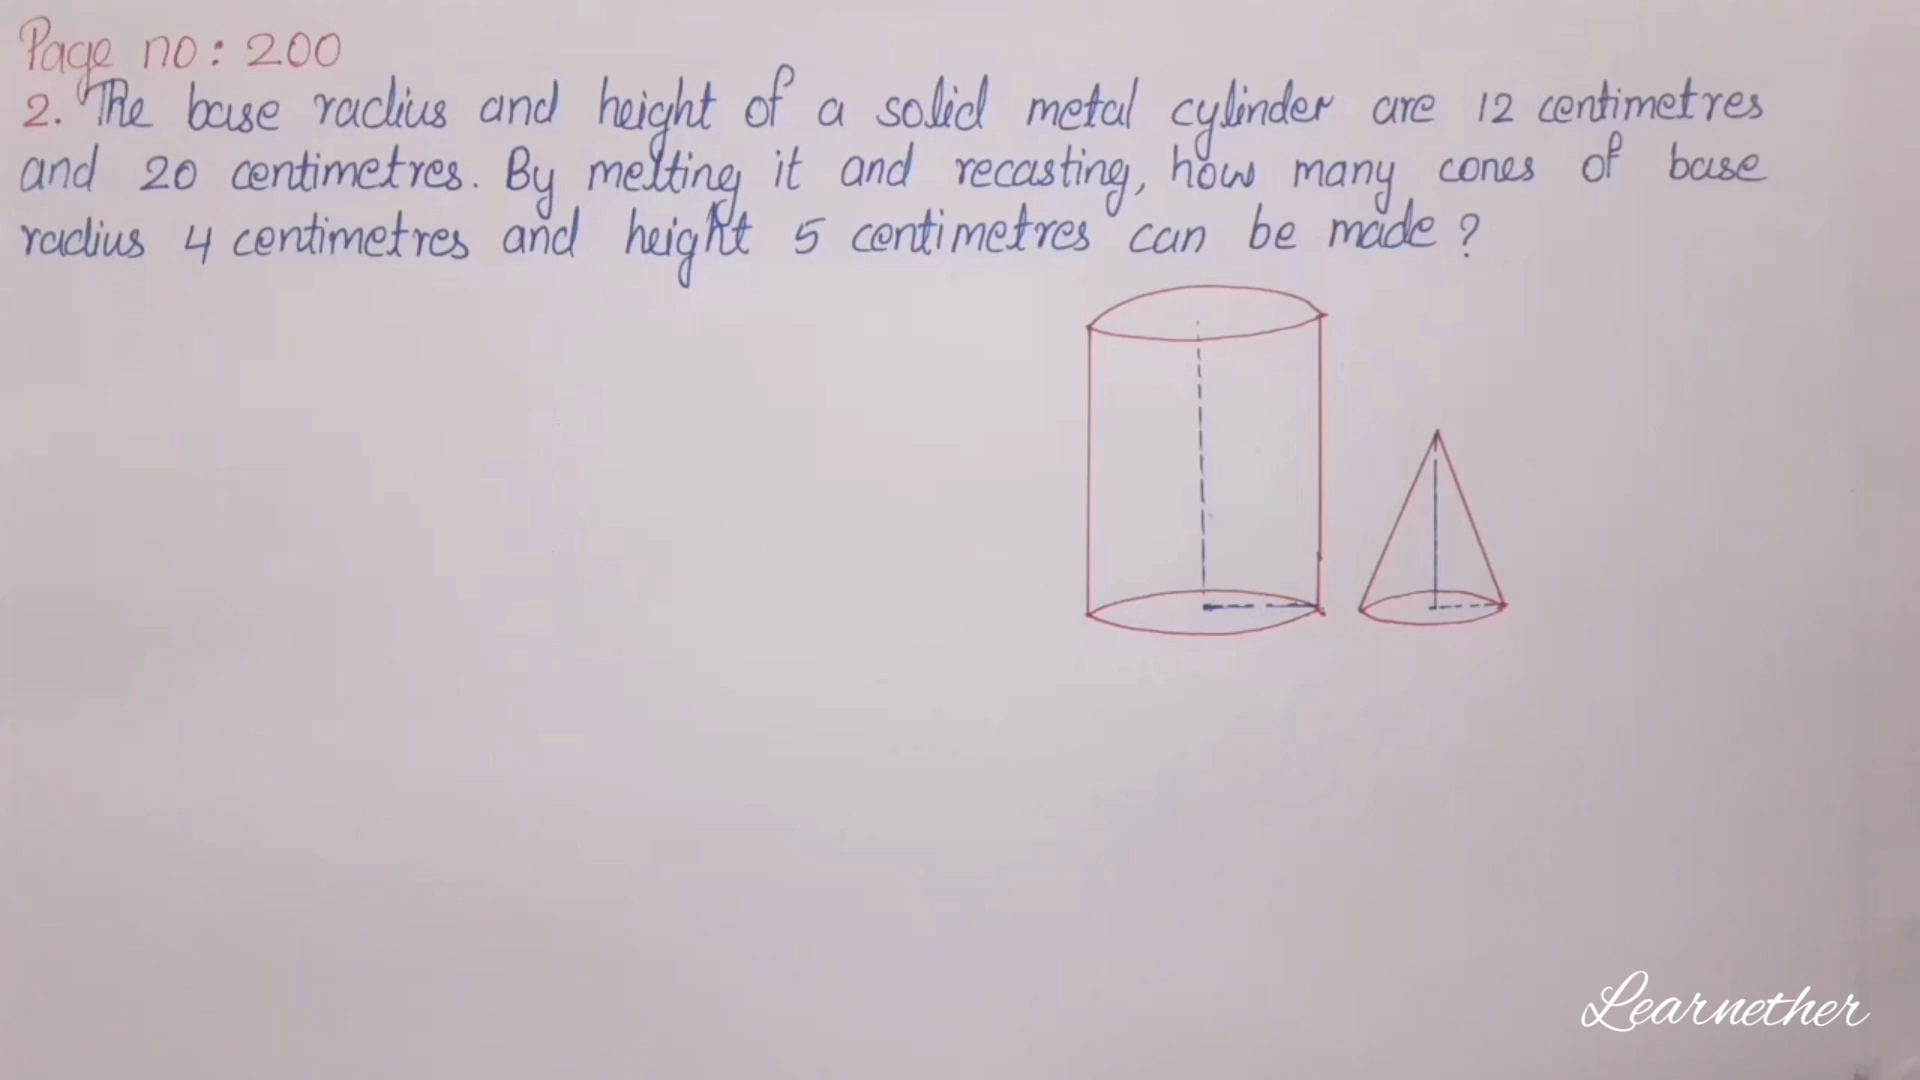 Page no: 200
2. The base radius and height of a solid metal cylinder are 12 centimetres
and 20 centimetres. By melting it and recasting, how many cones of base
radius 4 centimetres and height 5 centimetres can be made?
Learnether